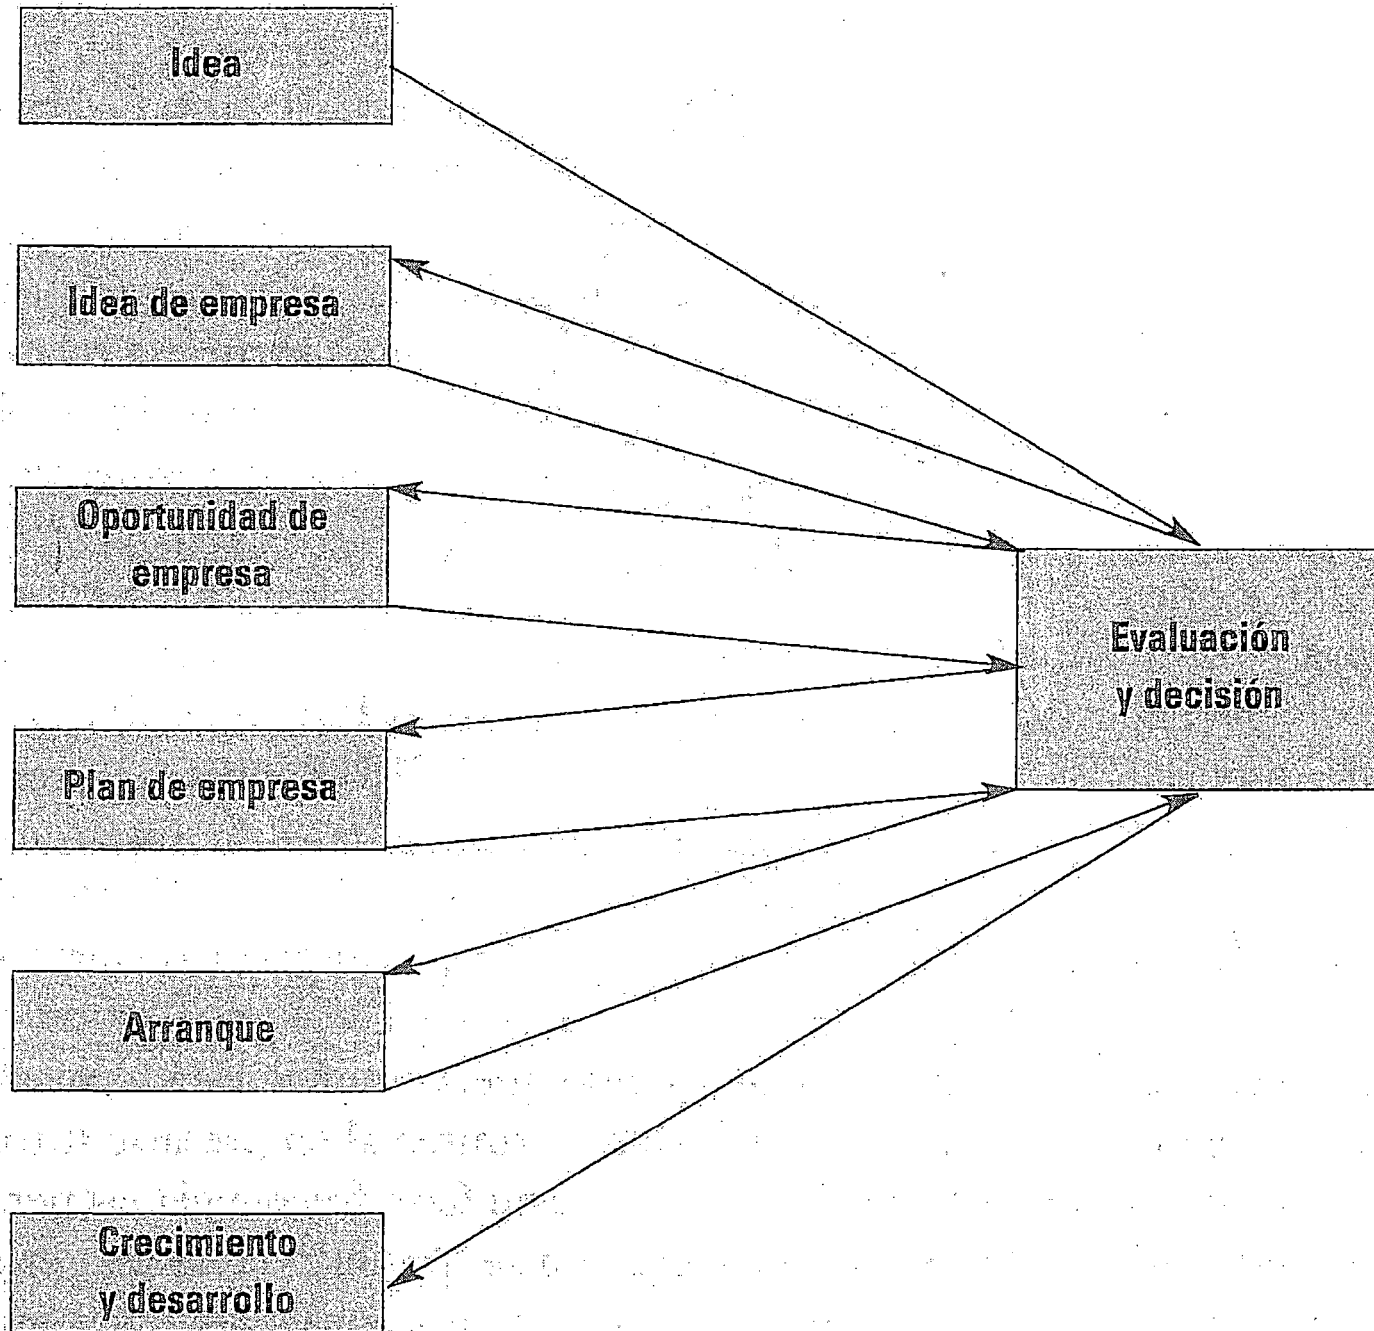 Idea
Idea de empresa
Oportunidad de
empresa
Evaluación
y decisión
Plan de empresa
Arranque
Crecimiento
y desarrollo